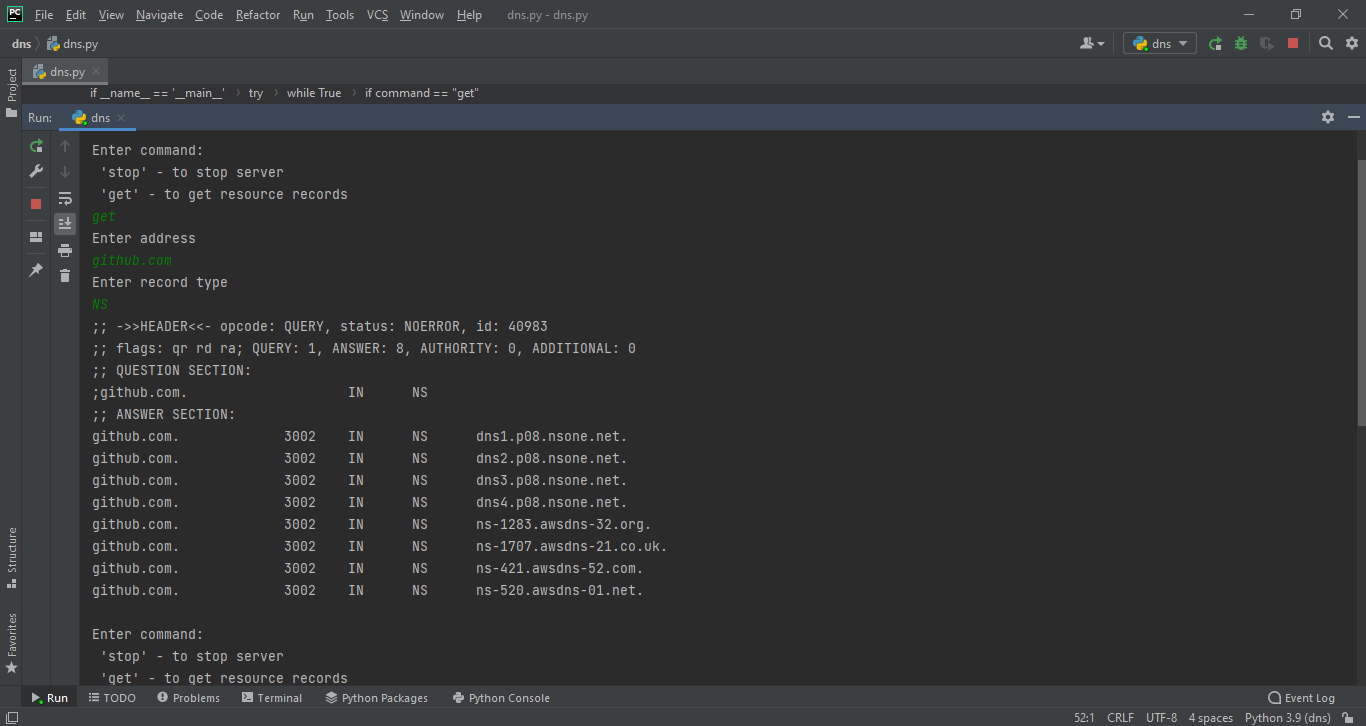 PC File Edit View Navigate Code Refactor Run Tools VCS Window Help dns.py - dns.py
dns dns.py dns
dns.py
Project
if __name__ == '__main__' try while True if command == "get"
Run: dns
Enter command:
'stop' - to stop server
'get' - to get resource records
get
Enter address
github.com
Enter record type
NS
;; ->>HEADER<<- opcode: QUERY, status: NOERROR, id: 40983
;; flags: qr rd ra; QUERY: 1, ANSWER: 8, AUTHORITY: 0, ADDITIONAL: 0
;; QUESTION SECTION:
;github.com. IN NS
;; ANSWER SECTION:
github.com. 3002 IN NS dns1.p08.nsone.net.
github.com. 3002 IN NS dns2.p08.nsone.net.
github.com. 3002 IN NS dns3.p08.nsone.net.
github.com. 3002 IN NS dns4.p08.nsone.net.
github.com. 3002 IN NS ns-1283.awsdns-32.org.
github.com. 3002 IN NS ns-1707.awsdns-21.co.uk.
github.com. 3002 IN NS ns-421.awsdns-52.com.
github.com. 3002 IN NS ns-520.awsdns-01.net.
Structure
Favorites
Enter command:
'stop' - to stop server
'get' - to get resource records
Run TODO Problems Terminal Python Packages Python Console Event Log
52:1 CRLF UTF-8 4 spaces Python 3.9 (dns)